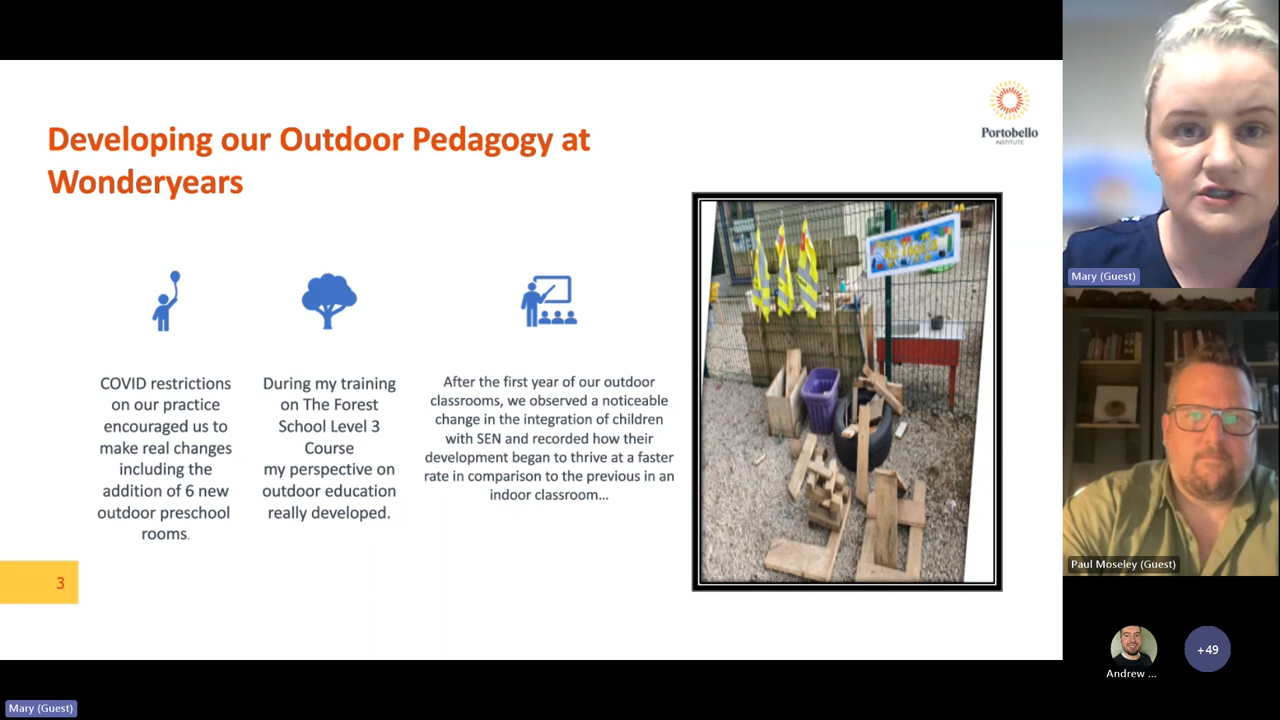 Developing our Outdoor Pedagogy at
Wonderyears
Portobello
INSTITUTE
COVID restrictions
on our practice
encouraged us to
make real changes
including the
addition of 6 new
outdoor preschool
rooms.
During my training
on The Forest
School Level 3
Course
my perspective on
outdoor education
really developed.
After the first year of our outdoor
classrooms, we observed a noticeable
change in the integration of children
with SEN and recorded how their
development began to thrive at a faster
rate in comparison to the previous in an
indoor classroom...
3
Mary (Guest)
Paul Moseley (Guest)
Andrew ...
+49
Mary (Guest)